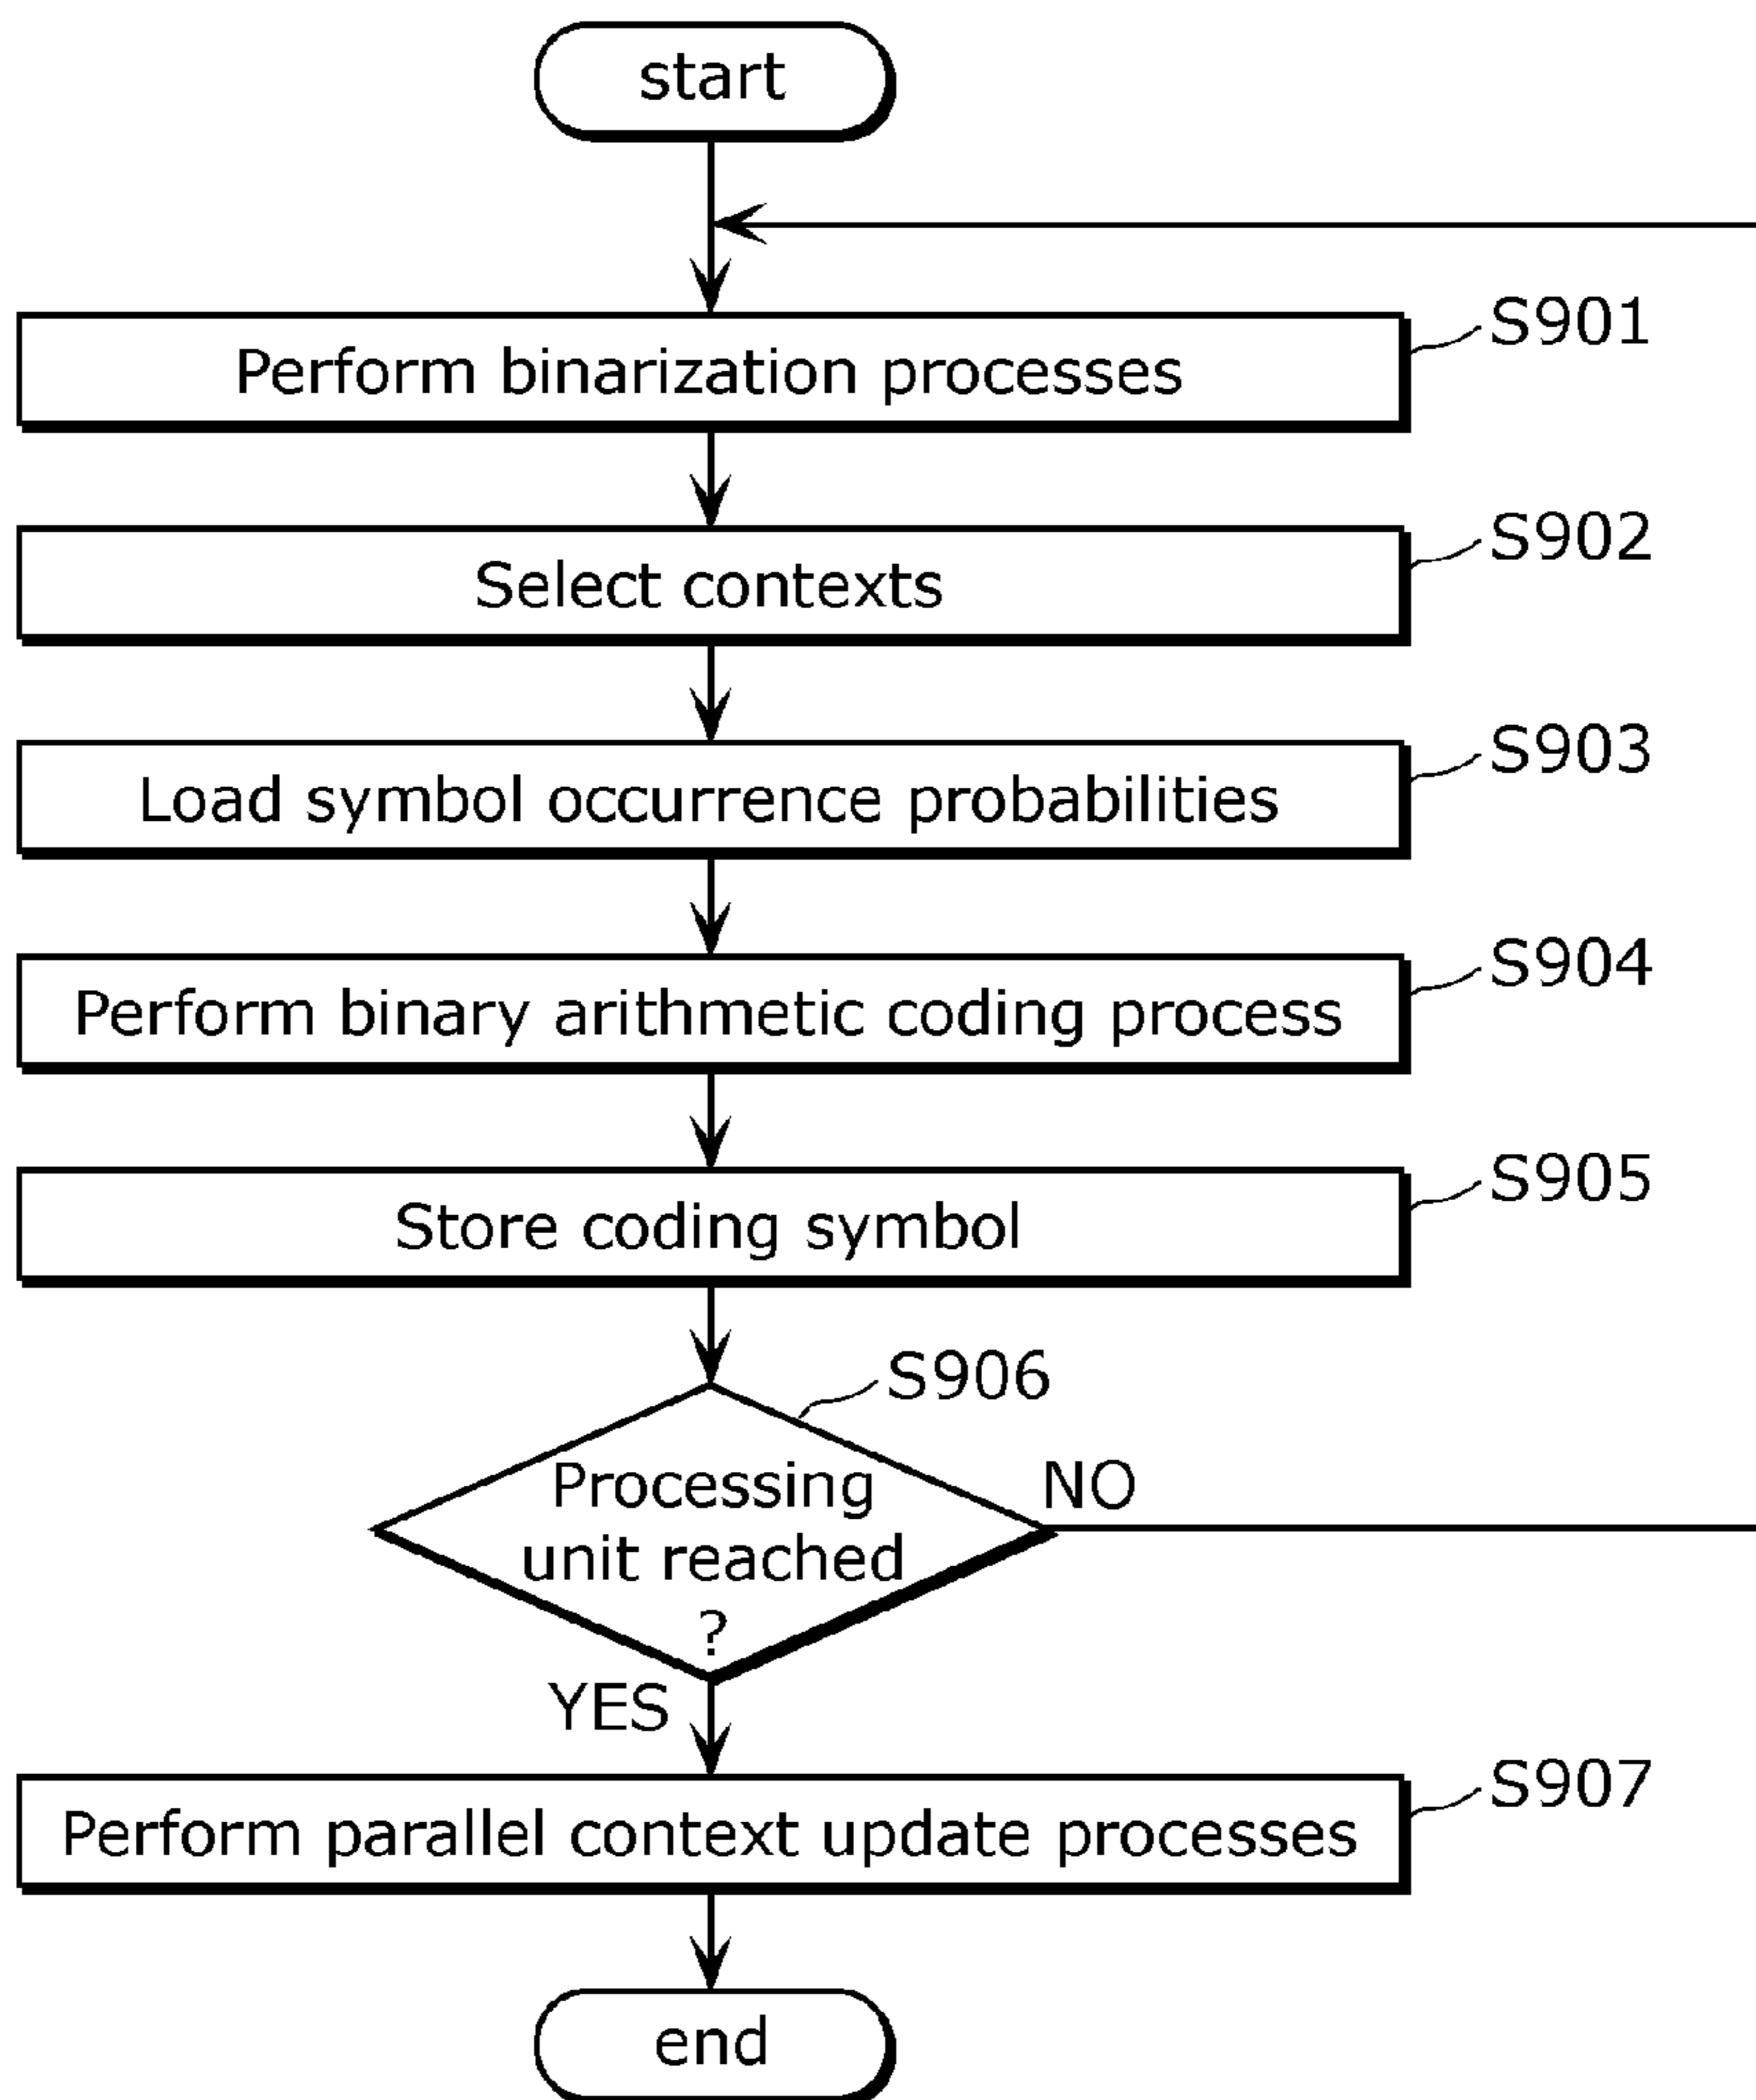 start
S901
Perform binarization processes
S902
Select contexts
S903
Load symbol occurrence probabilities
S904
Perform binary arithmetic coding process
S905
Store coding symbol
S906
Processing
unit reached
?
NO
YES
S907
Perform parallel context update processes
end